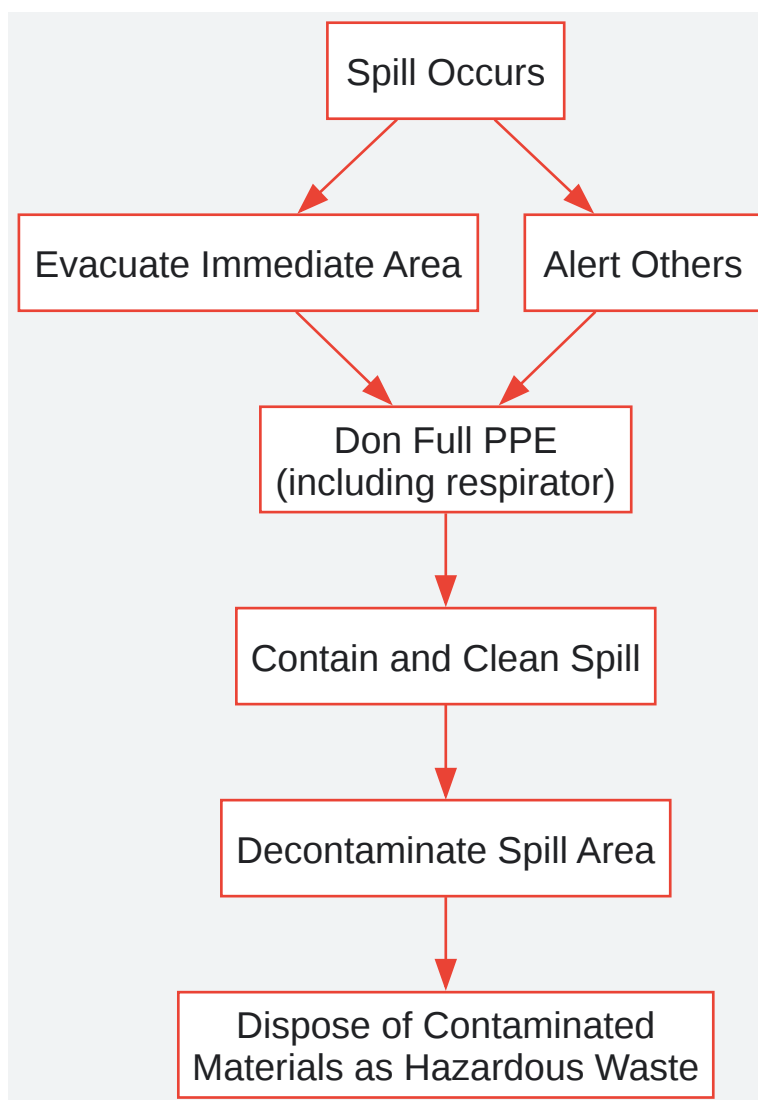 Spill Occurs
Evacuate Immediate Area
Alert Others
Don Full PPE
(including respirator)
Contain and Clean Spill
Decontaminate Spill Area
Dispose of Contaminated
Materials as Hazardous Waste